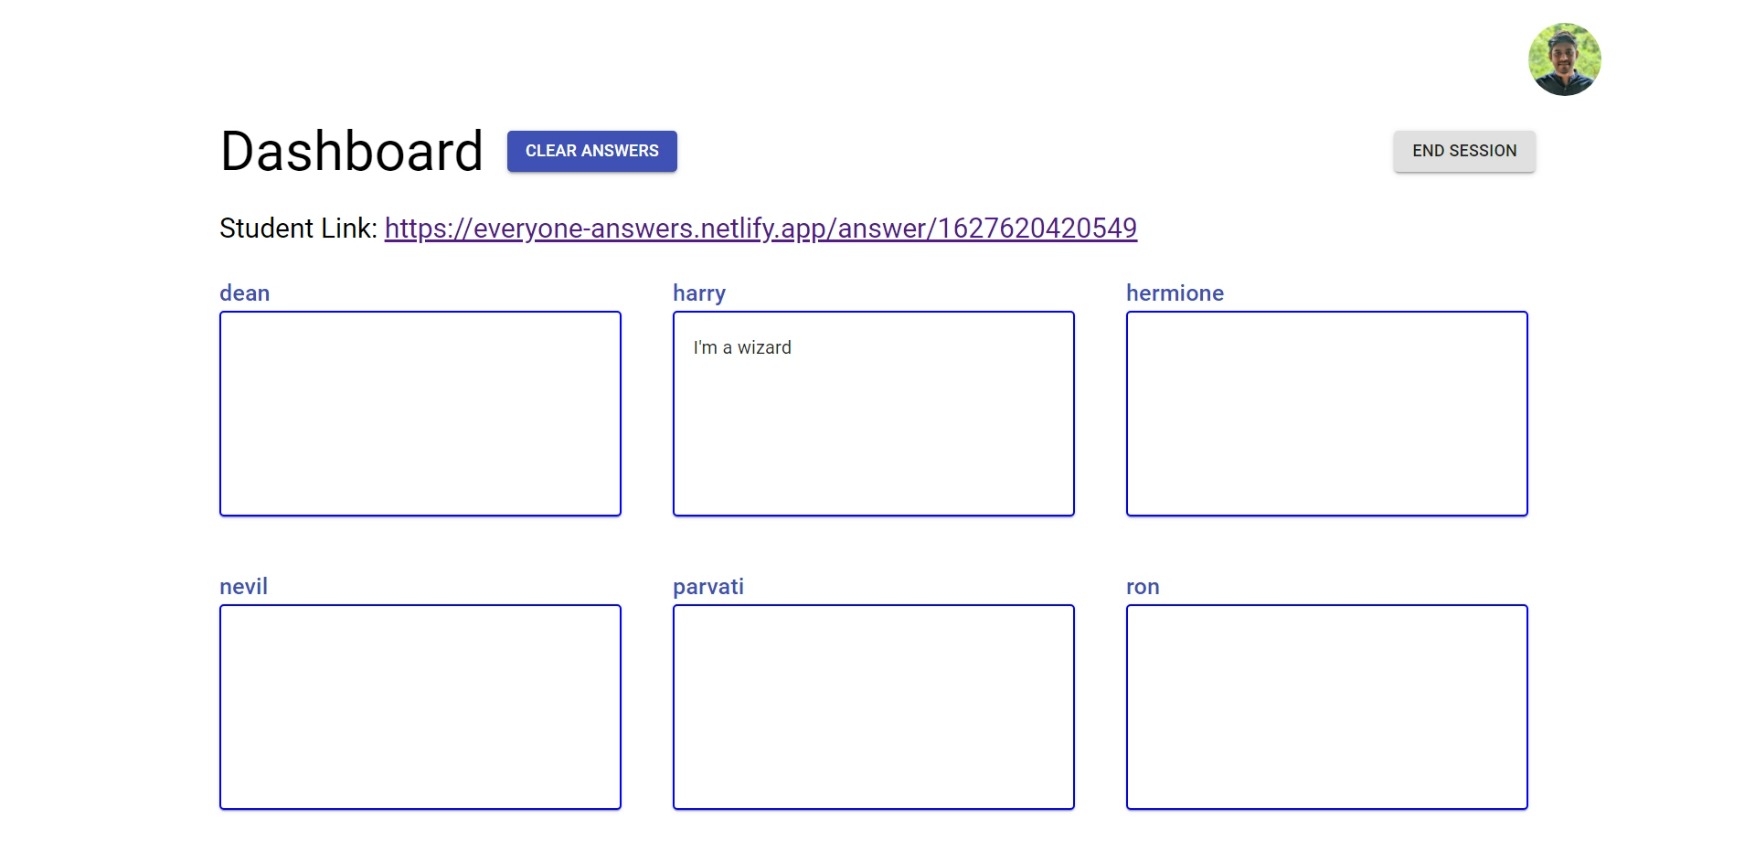 Dashboard CLEAR ANSWERS END SESSION
Student Link: https://everyone-answers.netlify.app/answer/1627620420549
dean harry hermione
I'm a wizard
nevil parvati ron